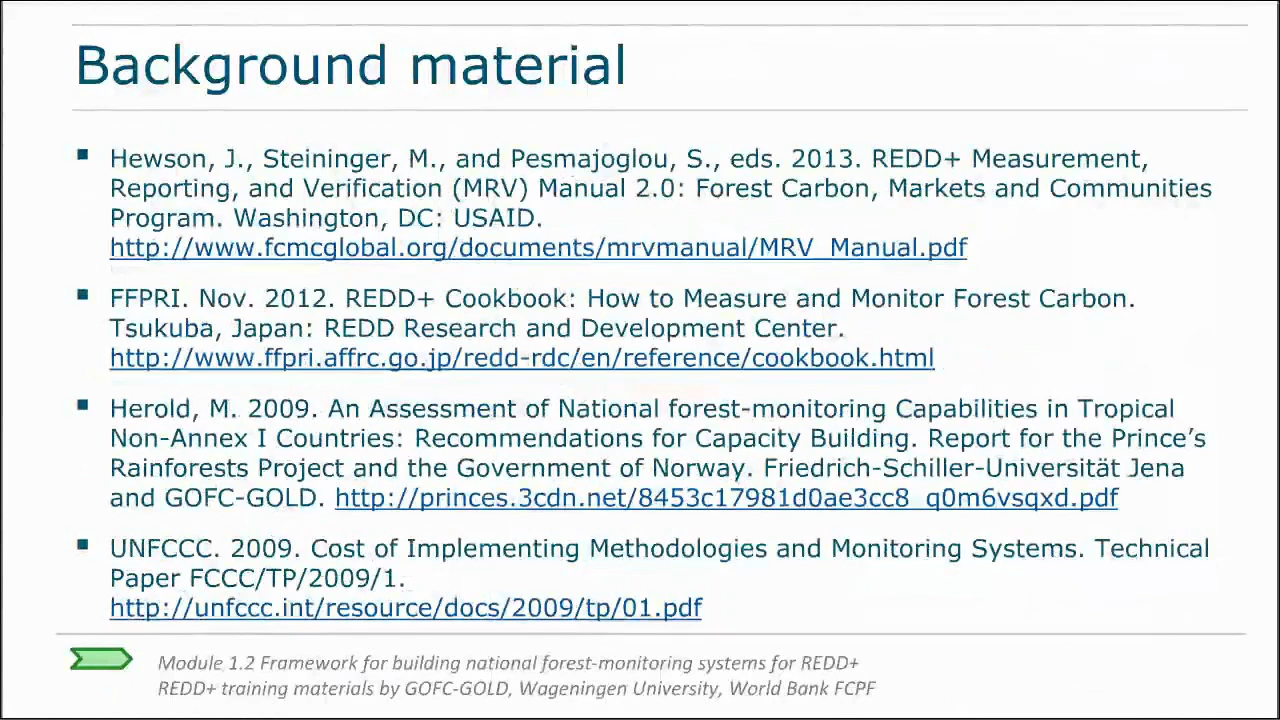 Background material
Hewson, J., Steininger, M., and Pesmajoglou, S., eds. 2013. REDD+ Measurement,
Reporting, and Verification (MRV) Manual 2.0: Forest Carbon, Markets and Communities
Program. Washington, DC: USAID.
http://www.fcmcglobal.org/documents/mrvmanual/MRV_Manual.pdf
FFPRI. Nov. 2012. REDD+ Cookbook: How to Measure and Monitor Forest Carbon.
Tsukuba, Japan: REDD Research and Development Center.
http://www.ffpri.affrc.go.jp/redd-rdc/en/reference/cookbook.html
Herold, M. 2009. An Assessment of National forest-monitoring Capabilities in Tropical
Non-Annex I Countries: Recommendations for Capacity Building. Report for the Prince’s
Rainforests Project and the Government of Norway. Friedrich-Schiller-Universität Jena
and GOFC-GOLD. http://princes.3cdn.net/8453c17981d0ae3cc8_q0m6vsqxd.pdf
UNFCCC. 2009. Cost of Implementing Methodologies and Monitoring Systems. Technical
Paper FCCC/TP/2009/1.
http://unfccc.int/resource/docs/2009/tp/01.pdf
Module 1.2 Framework for building national forest-monitoring systems for REDD+
REDD+ training materials by GOFC-GOLD, Wageningen University, World Bank FCPF